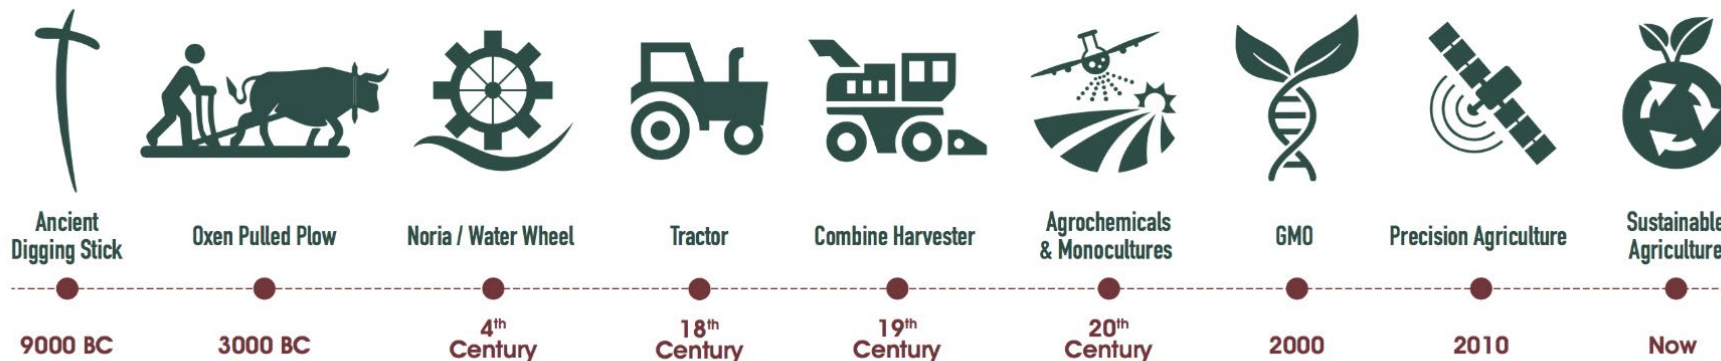 Ancient
Digging Stick
Oxen Pulled Plow
Noria / Water Wheel
Tractor
Combine Harvester
Agrochemicals
& Monocultures
GMO
Precision Agriculture
Sustainable
Agriculture
9000 BC
3000 BC
4th
Century
18th
Century
19th
Century
20th
Century
2000
2010
Now